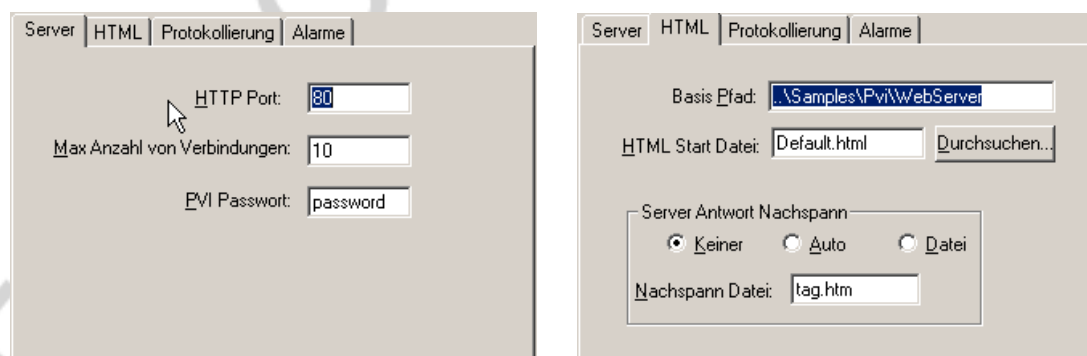 Server HTML Protokollierung Alarme
HTTP Port: 80
Max Anzahl von Verbindungen: 10
PVI Passwort: password
Server HTML Protokollierung Alarme
Basis Pfad: ..\Samples\Pvi\WebServer
HTML Start Datei: Default.html Durchsuchen...
Server Antwort Nachspann
Keiner Auto Datei
Nachspann Datei: tag.htm